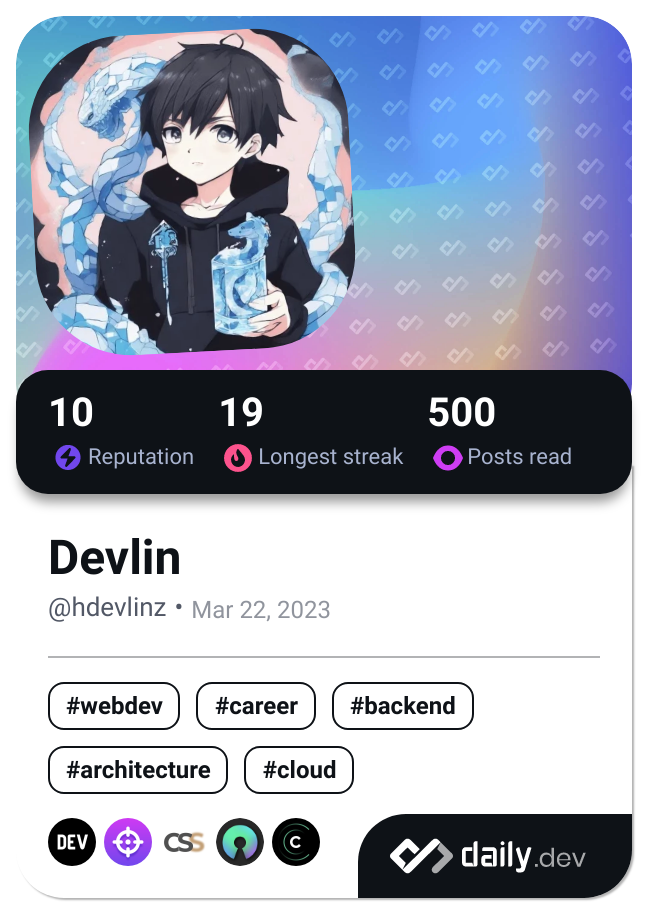 10 19 500
Reputation Longest streak Posts read
Devlin
@hdevlinz • Mar 22, 2023
#webdev #career #backend
#architecture #cloud
DEV CSS C
daily.dev